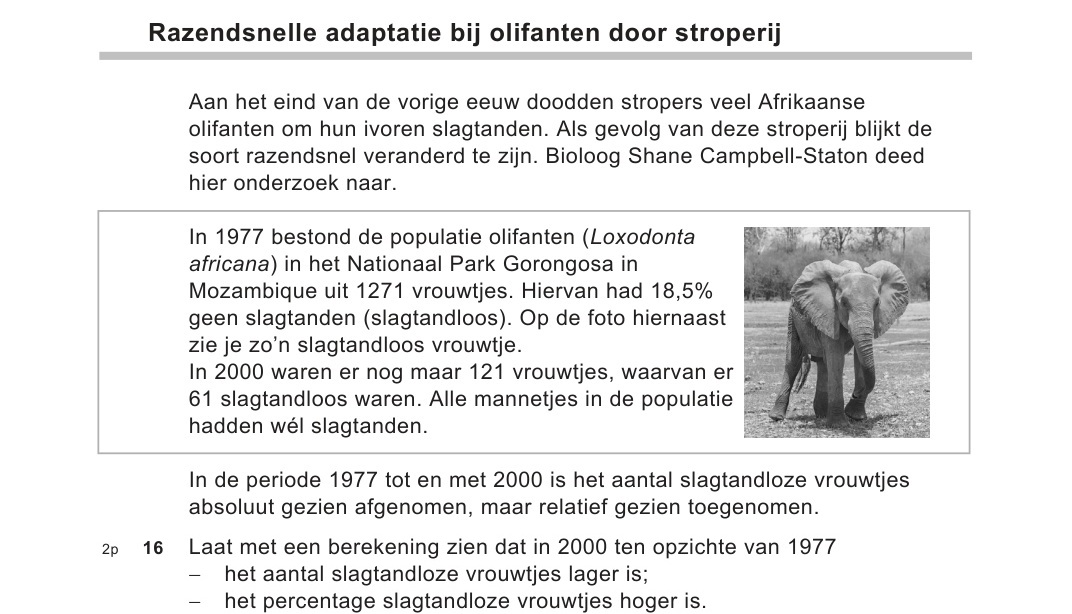 Razendsnelle adaptatie bij olifanten door stroperij
Aan het eind van de vorige eeuw doodden stropers veel Afrikaanse
olifanten om hun ivoren slagtanden. Als gevolg van deze stroperij blijkt de
soort razendsnel veranderd te zijn. Bioloog Shane Campbell-Staton deed
hier onderzoek naar.
In 1977 bestond de populatie olifanten (Loxodonta
africana) in het Nationaal Park Gorongosa in
Mozambique uit 1271 vrouwtjes. Hiervan had 18,5%
geen slagtanden (slagtandloos). Op de foto hiernaast
zie je zo’n slagtandloos vrouwtje.
In 2000 waren er nog maar 121 vrouwtjes, waarvan er
61 slagtandloos waren. Alle mannetjes in de populatie
hadden wél slagtanden.
In de periode 1977 tot en met 2000 is het aantal slagtandloze vrouwtjes
absoluut gezien afgenomen, maar relatief gezien toegenomen.
2p 16 Laat met een berekening zien dat in 2000 ten opzichte van 1977
– het aantal slagtandloze vrouwtjes lager is;
– het percentage slagtandloze vrouwtjes hoger is.